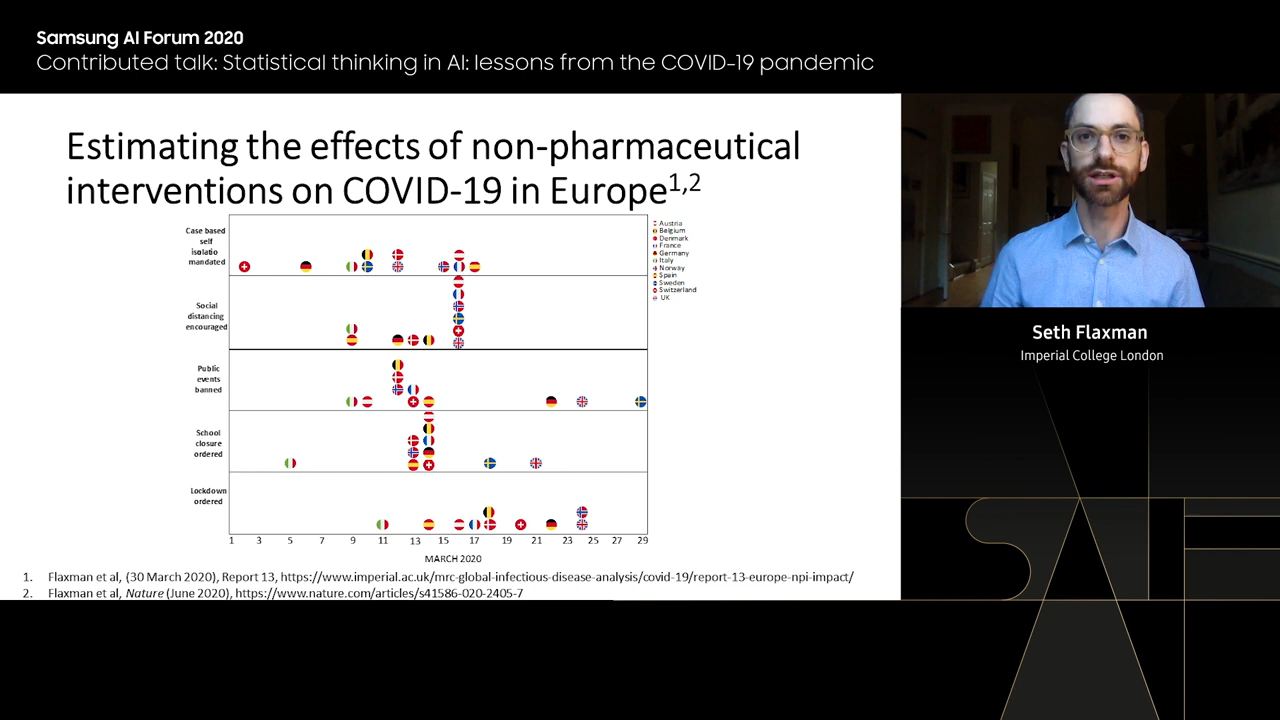 Samsung AI Forum 2020
Contributed talk: Statistical thinking in AI: lessons from the COVID-19 pandemic
Estimating the effects of non-pharmaceutical
interventions on COVID-19 in Europe1,2
Case based
self
isolatio
mandated
Social
distancing
encouraged
Public
events
banned
School
closure
ordered
Lockdown
ordered
1 3 5 7 9 11 13 15 17 19 21 23 25 27 29
MARCH 2020
Austria
Belgium
Denmark
France
Germany
Italy
Norway
Spain
Sweden
Switzerland
UK
1. Flaxman et al, (30 March 2020), Report 13, https://www.imperial.ac.uk/mrc-global-infectious-disease-analysis/covid-19/report-13-europe-npi-impact/
2. Flaxman et al, Nature (June 2020), https://www.nature.com/articles/s41586-020-2405-7
Seth Flaxman
Imperial College London